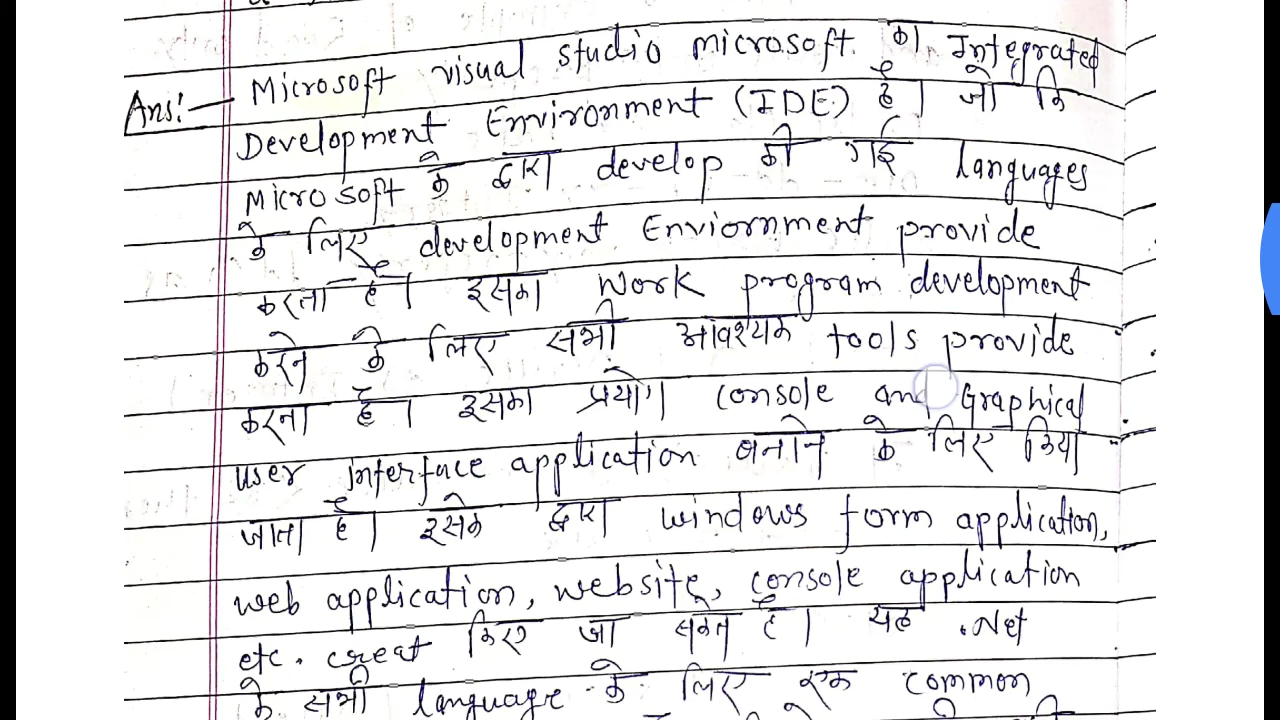 Microsoft visual studio microsoft का Integrated
Ans:- Development Environment (IDE) है। जो कि
Microsoft के द्वारा develop की गई languages
के लिए development Enviornment provide
करता है। इसका work program development
करने के लिए सभी आवश्यक tools provide
करना है। इसका प्रयोग console and Graphical
user interface application बनाने के लिए किया
जाता है। इसके द्वारा windows form application,
web application, website, console application
etc. creat किए जा सकते है। यह .Net
के सभी language के लिए एक common